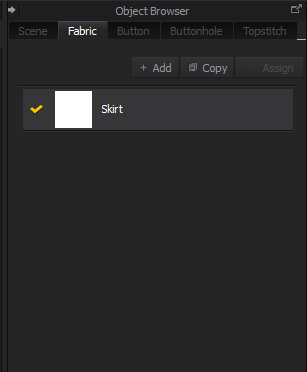 Object Browser
Scene Fabric Button Buttonhole Topstitch
+ Add Copy Assign
Skirt